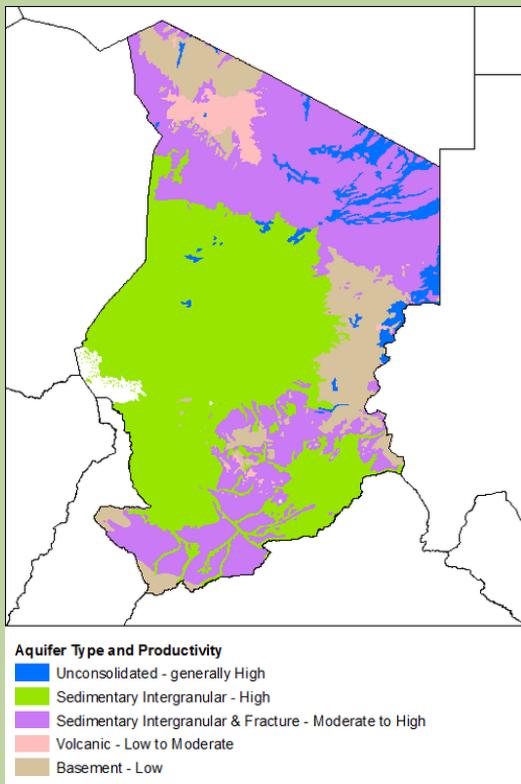 Aquifer Type and Productivity
Unconsolidated - generally High
Sedimentary Intergranular - High
Sedimentary Intergranular & Fracture - Moderate to High
Volcanic - Low to Moderate
Basement - Low